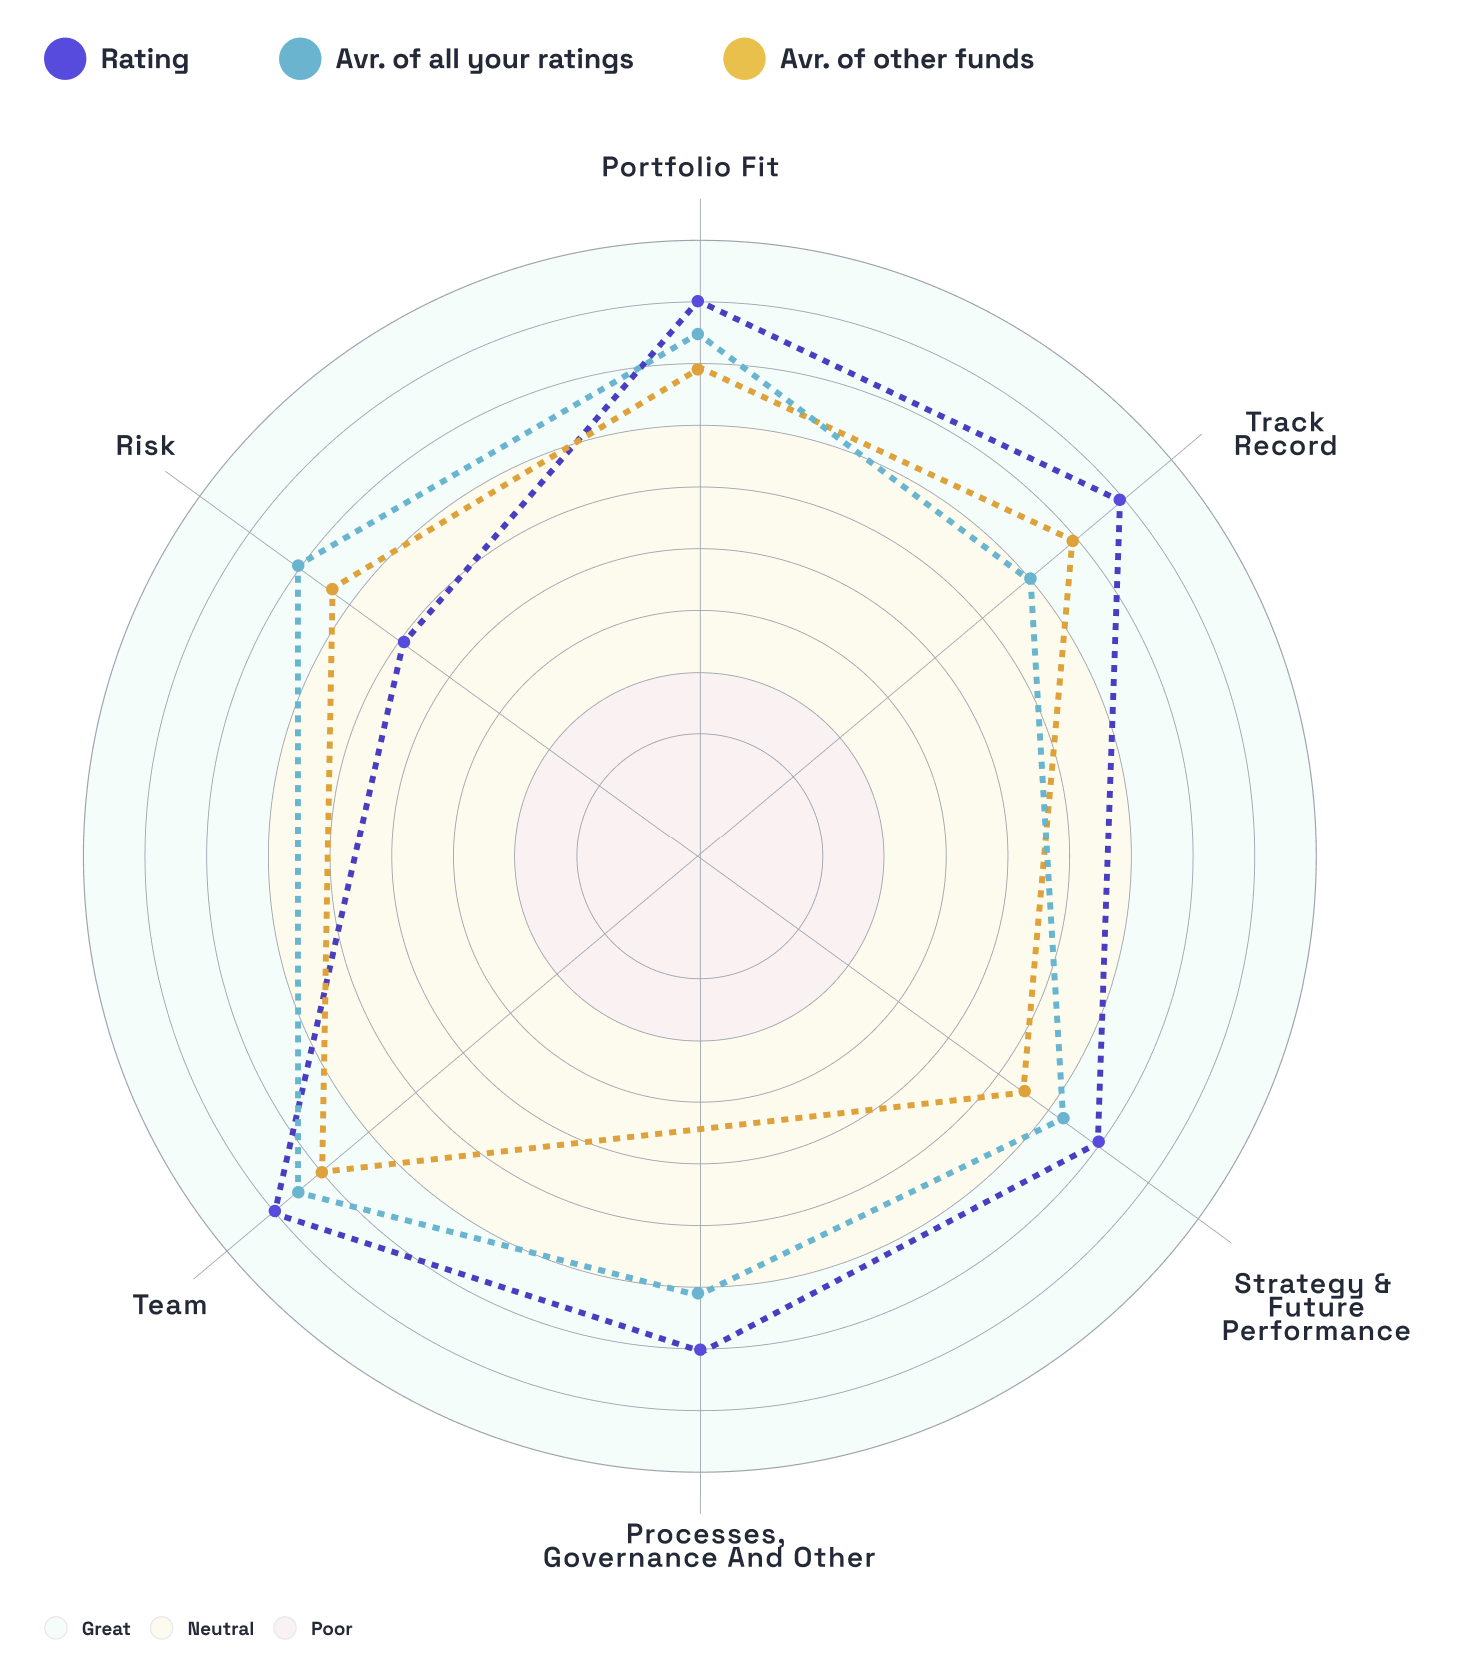 Rating
Avr. of all your ratings
Avr. of other funds
Portfolio Fit
Track
Record
Risk
Strategy &
Future
Performance
Team
Processes,
Governance And Other
Great
Neutral
Poor